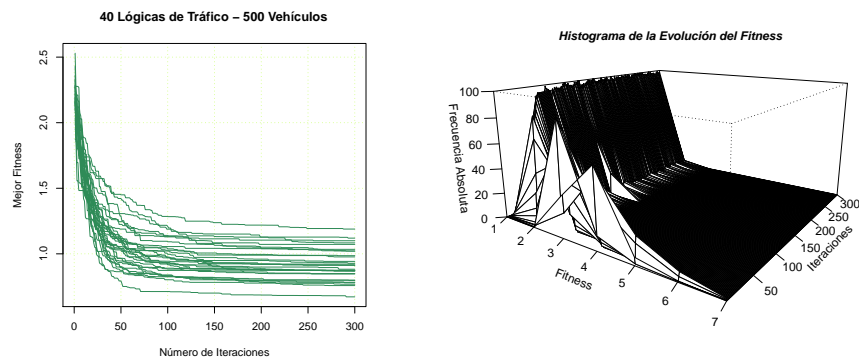 40 Lógicas de Tráfico – 500 Vehículos
Mejor Fitness
2.5
2.0
1.5
1.0
0 50 100 150 200 250 300
Número de Iteraciones
Histograma de la Evolución del Fitness
Frecuencia Absoluta
100
80
60
40
20
0
1 2 3 4 5 6 7
Fitness
50 100 150 200 250 300
Iteraciones